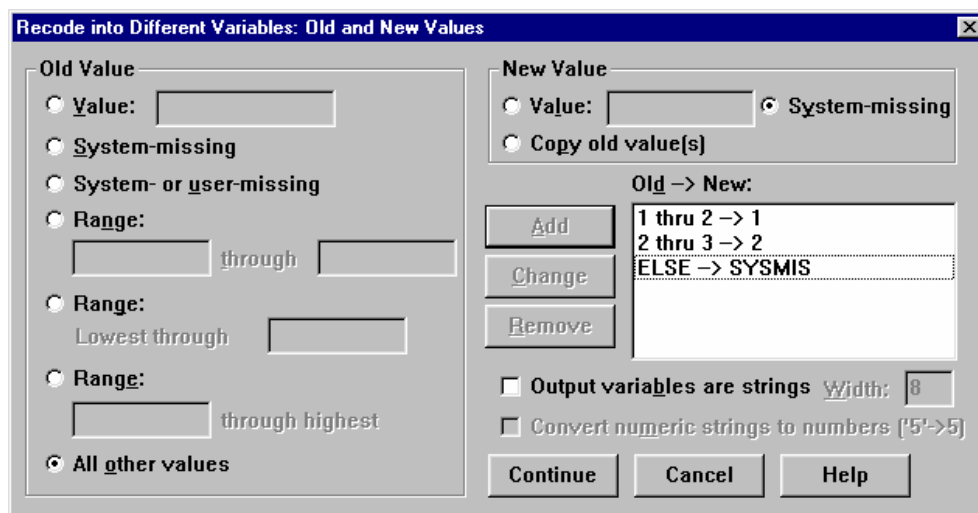 Recode into Different Variables: Old and New Values
Old Value
Value:
System-missing
System- or user-missing
Range:
through
Range:
Lowest through
Range:
through highest
All other values
New Value
Value:
System-missing
Copy old value(s)
Old -> New:
Add
Change
Remove
1 thru 2 -> 1
2 thru 3 -> 2
ELSE -> SYSMIS
Output variables are strings Width: 8
Convert numeric strings to numbers ('5'->5)
Continue Cancel Help